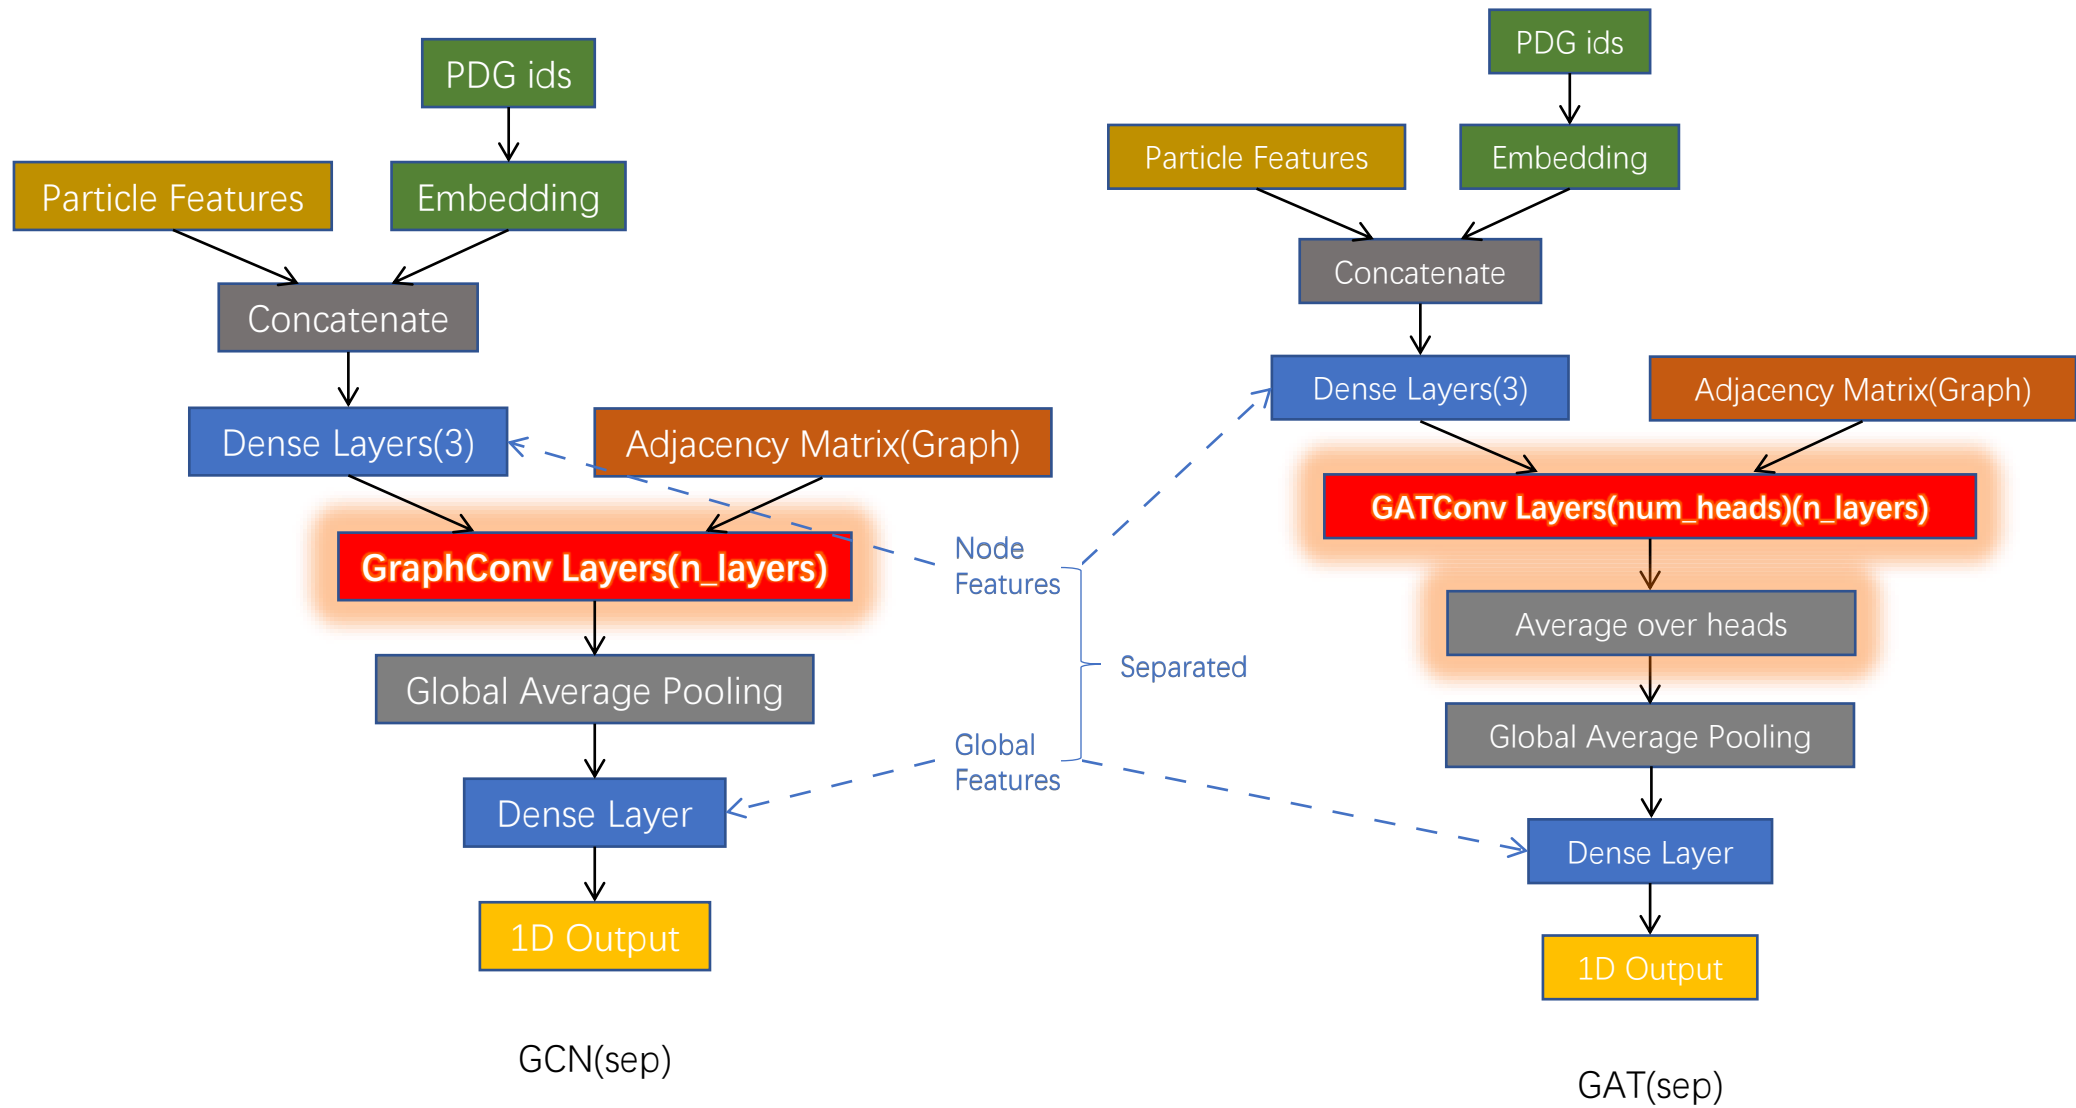 PDG ids
Particle Features
Embedding
Concatenate
Dense Layers(3)
Adjacency Matrix(Graph)
GraphConv Layers(n_layers)
Global Average Pooling
Dense Layer
1D Output
GCN(sep)
Node
Features
Separated
Global
Features
PDG ids
Particle Features
Embedding
Concatenate
Dense Layers(3)
Adjacency Matrix(Graph)
GATConv Layers(num_heads)(n_layers)
Average over heads
Global Average Pooling
Dense Layer
1D Output
GAT(sep)